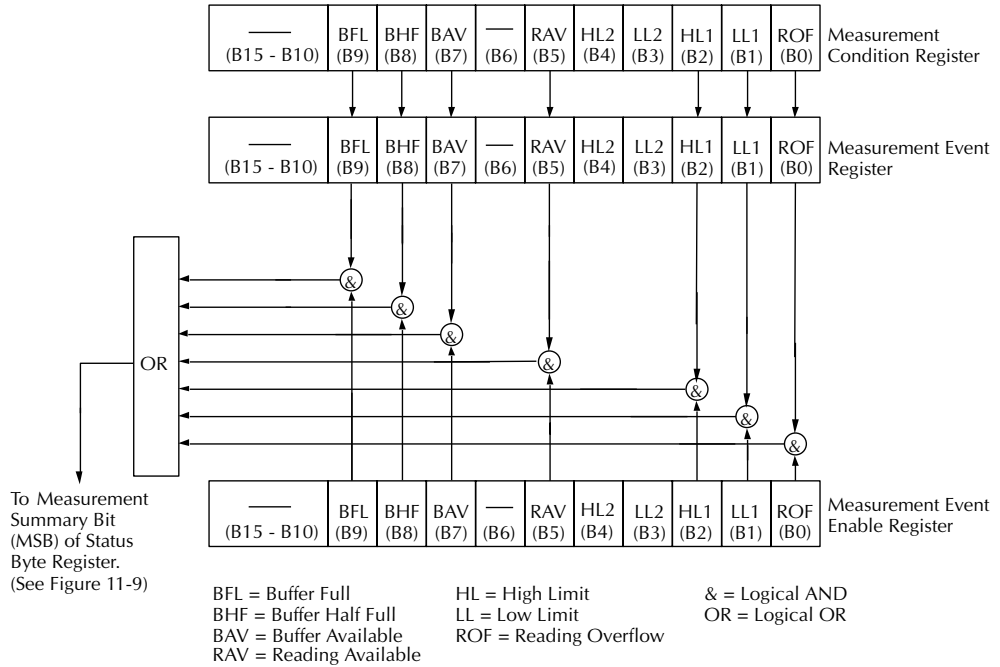 BFL BHF BAV RAV HL2 LL2 HL1 LL1 ROF
(B15 - B10) (B9) (B8) (B7) (B6) (B5) (B4) (B3) (B2) (B1) (B0)
Measurement
Condition Register
BFL BHF BAV RAV HL2 LL2 HL1 LL1 ROF
(B15 - B10) (B9) (B8) (B7) (B6) (B5) (B4) (B3) (B2) (B1) (B0)
Measurement Event
Register
&
&
&
OR
&
&
&
&
To Measurement
Summary Bit
(MSB) of Status
Byte Register.
(See Figure 11-9)
BFL BHF BAV RAV HL2 LL2 HL1 LL1 ROF
(B15 - B10) (B9) (B8) (B7) (B6) (B5) (B4) (B3) (B2) (B1) (B0)
Measurement Event
Enable Register
BFL = Buffer Full
BHF = Buffer Half Full
BAV = Buffer Available
RAV = Reading Available
HL = High Limit
LL = Low Limit
ROF = Reading Overflow
& = Logical AND
OR = Logical OR